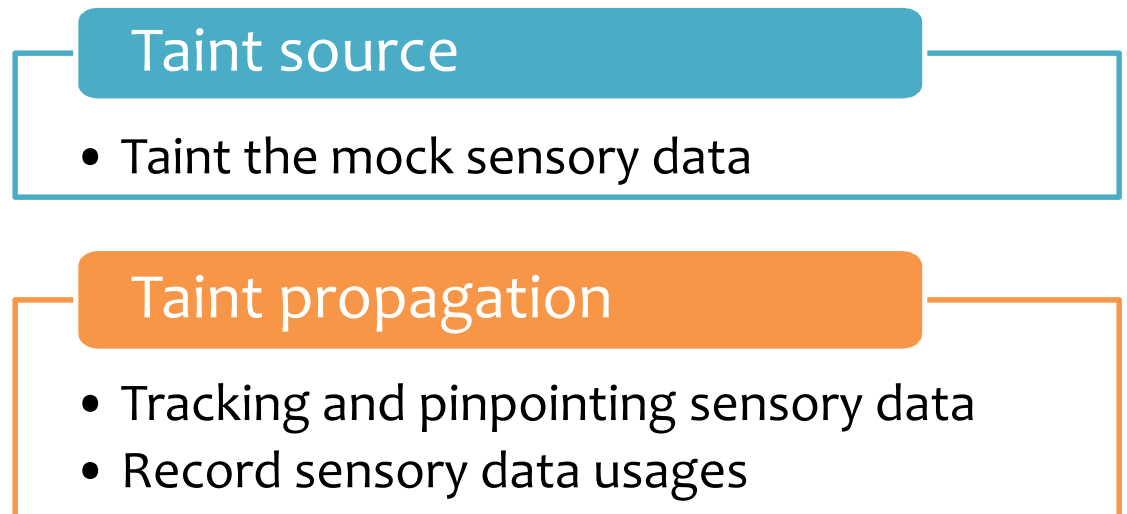 Taint source
• Taint the mock sensory data
Taint propagation
• Tracking and pinpointing sensory data
• Record sensory data usages